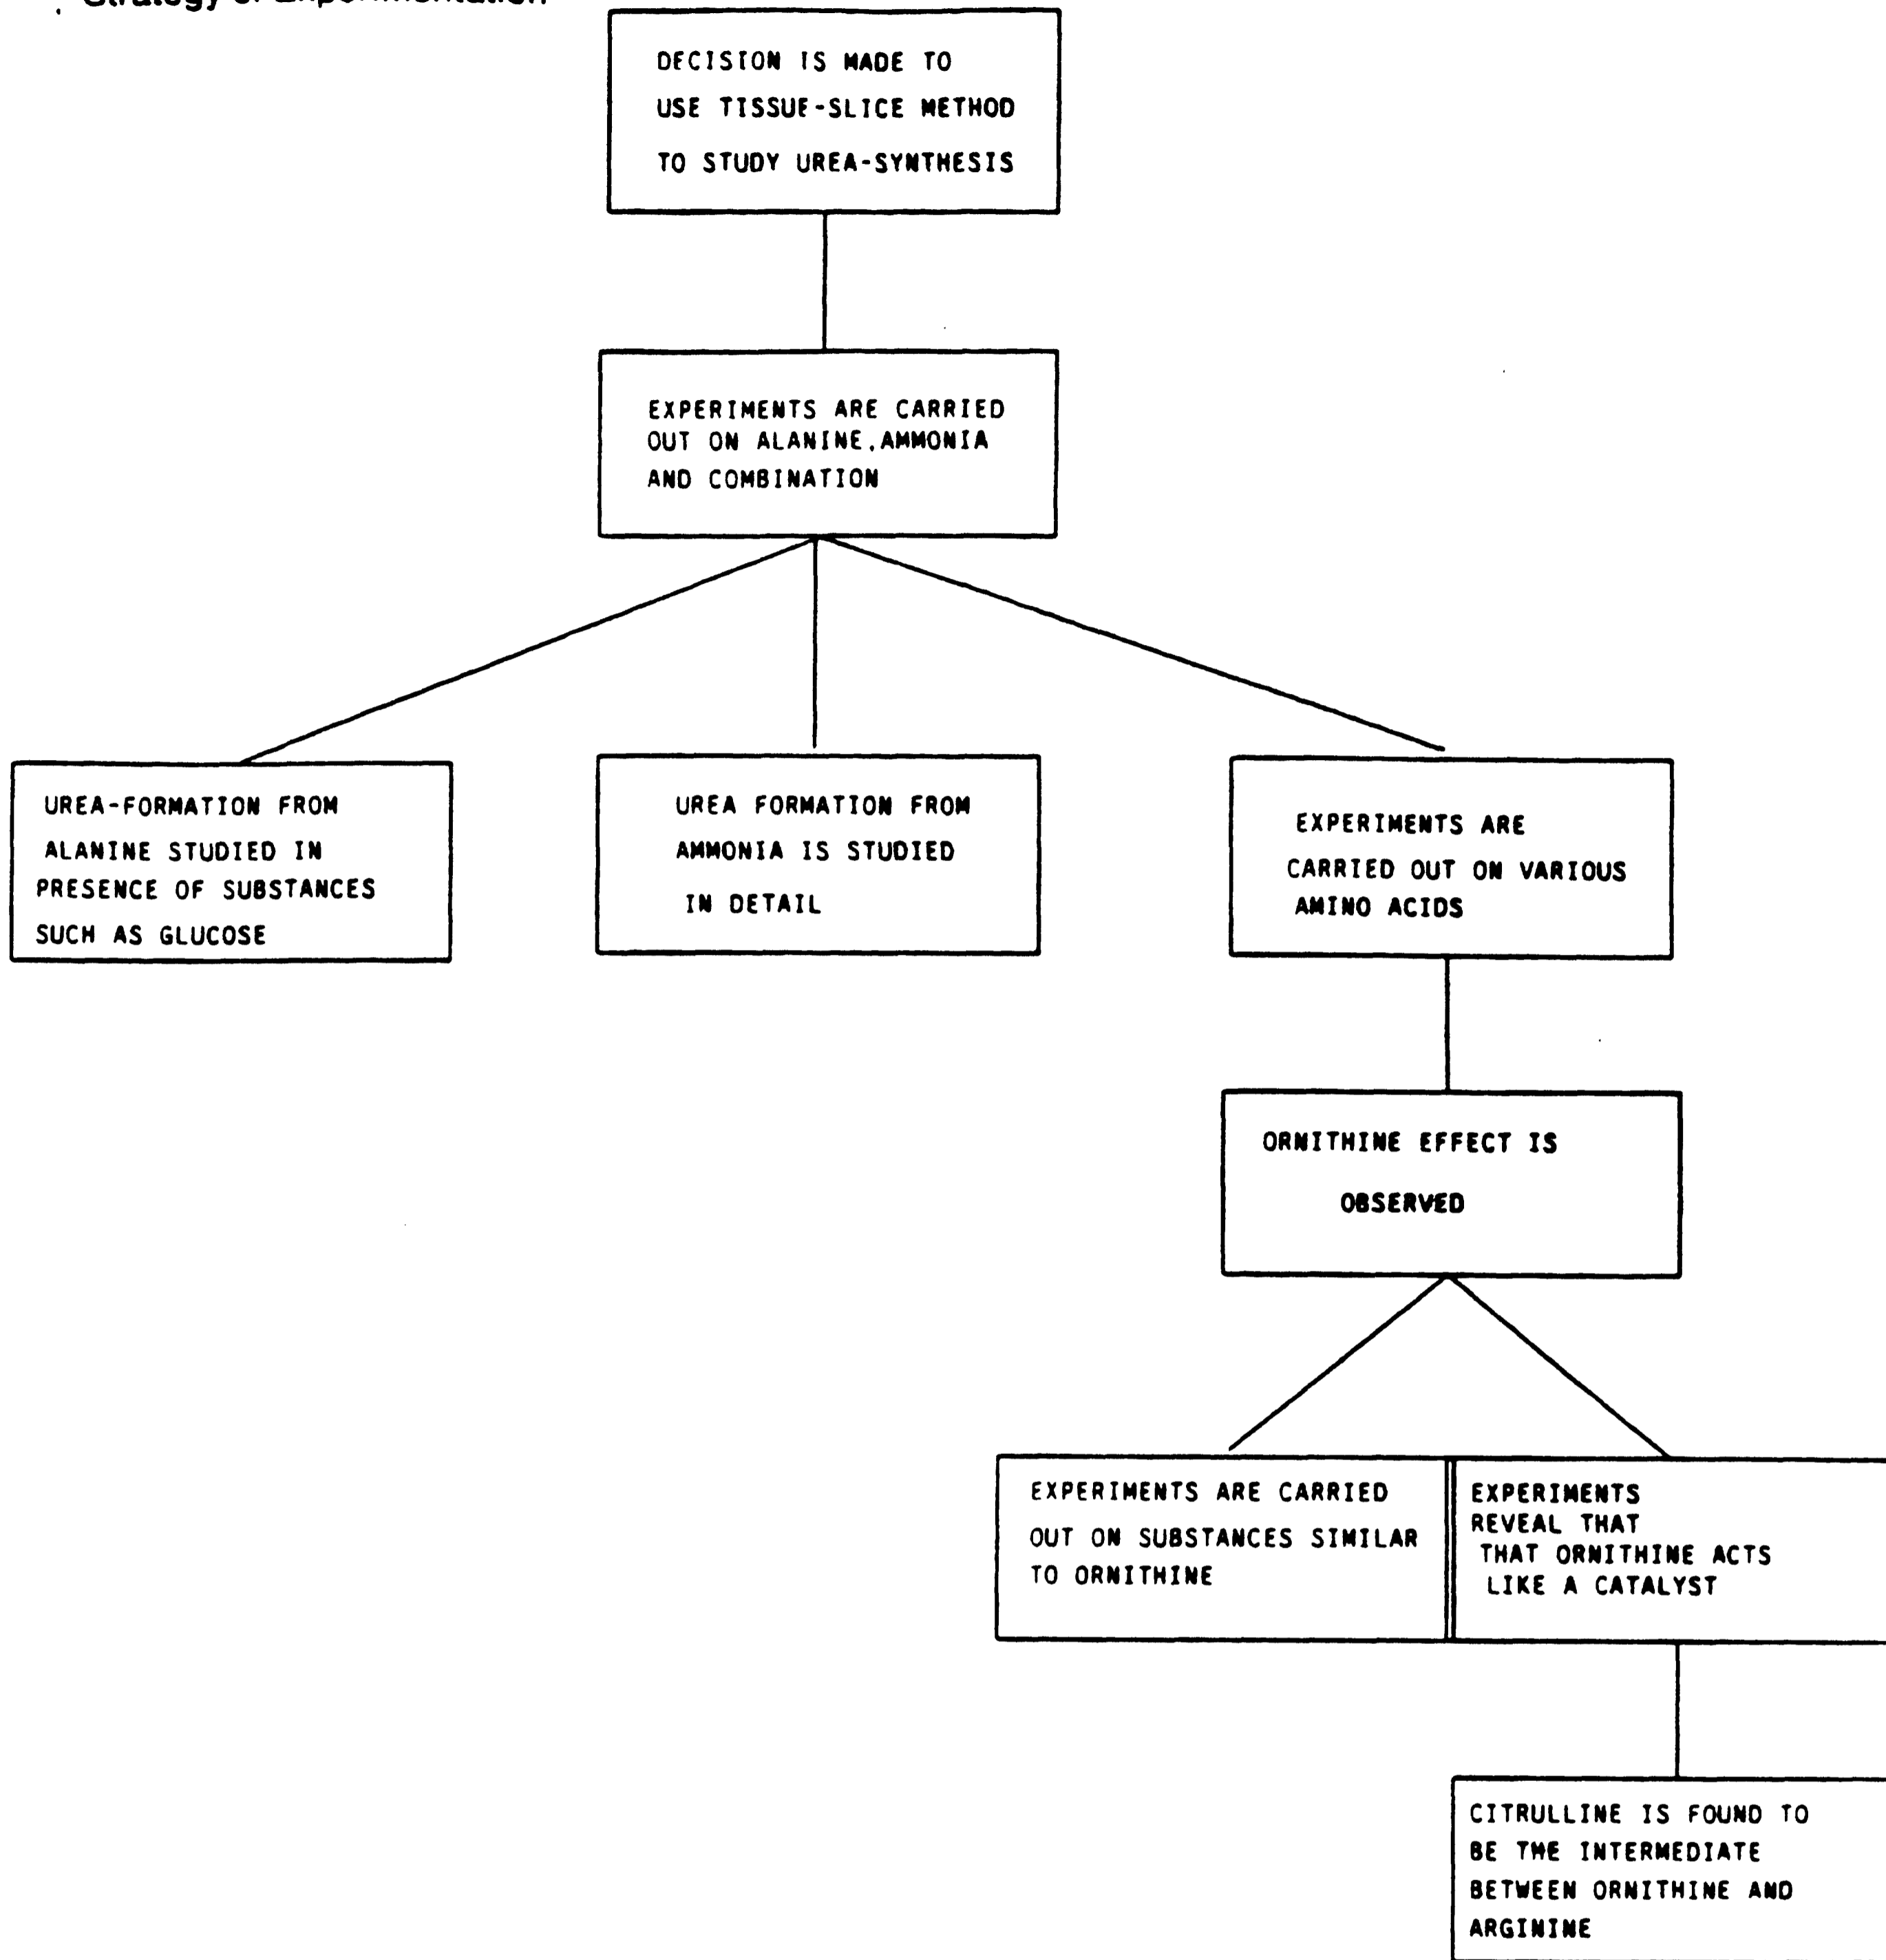 Strategy of Experimentation
DECISION IS MADE TO
USE TISSUE-SLICE METHOD
TO STUDY UREA-SYNTHESIS
EXPERIMENTS ARE CARRIED
OUT ON ALANINE, AMMONIA
AND COMBINATION
UREA-FORMATION FROM
ALANINE STUDIED IN
PRESENCE OF SUBSTANCES
SUCH AS GLUCOSE
UREA FORMATION FROM
AMMONIA IS STUDIED
IN DETAIL
EXPERIMENTS ARE
CARRIED OUT ON VARIOUS
AMINO ACIDS
ORNITHINE EFFECT IS
OBSERVED
EXPERIMENTS ARE CARRIED
OUT ON SUBSTANCES SIMILAR
TO ORNITHINE
EXPERIMENTS
REVEAL THAT
THAT ORNITHINE ACTS
LIKE A CATALYST
CITRULLINE IS FOUND TO
BE THE INTERMEDIATE
BETWEEN ORNITHINE AND
ARGININE